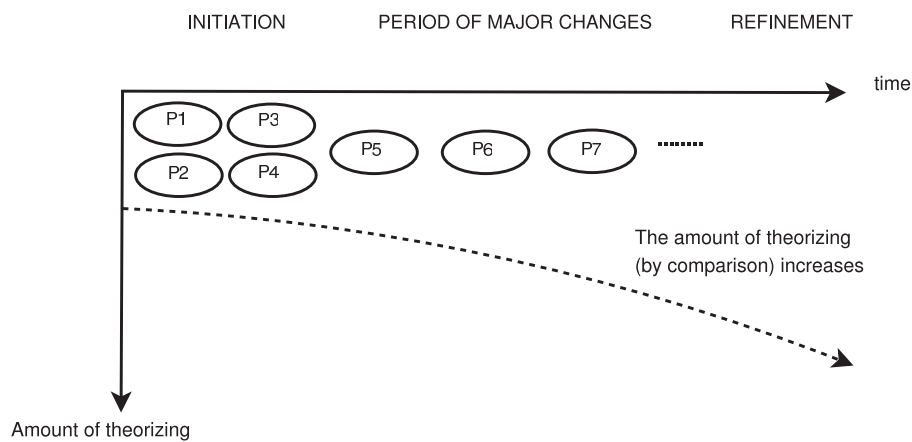 INITIATION
PERIOD OF MAJOR CHANGES
REFINEMENT
time
P1
P3
P2
P4
P5
P6
P7
........
The amount of theorizing
(by comparison) increases
Amount of theorizing